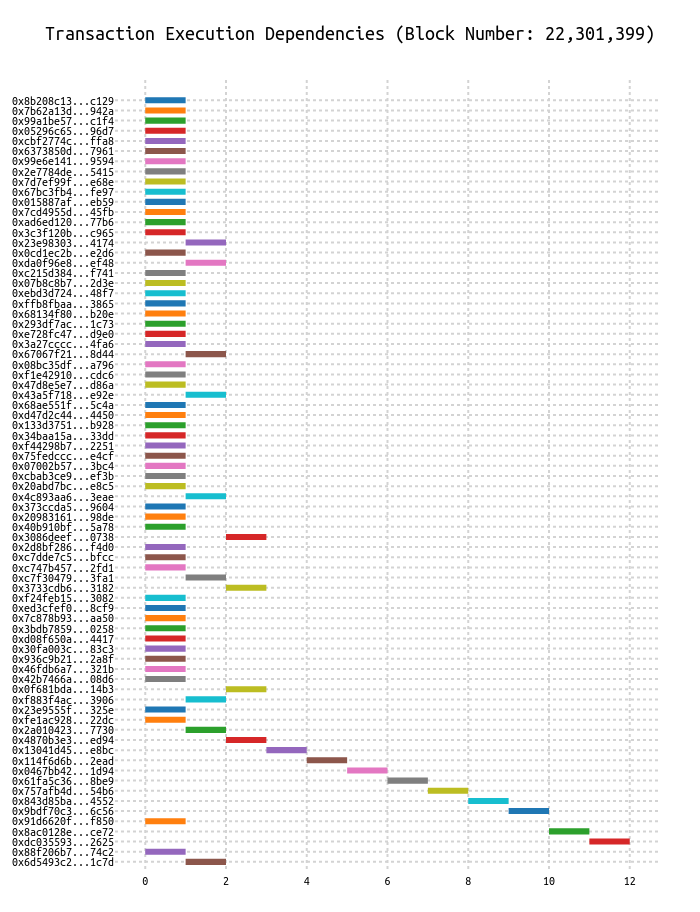 Transaction Execution Dependencies (Block Number: 22,301,399)
0x8b208c13...c129
0x7b62a13d...942a
0x99a1be57...c1f4
0x05296c65...96d7
0xcbf2774c...ffa8
0x6373850d...7961
0x99e6e141...9594
0x2e7784de...5415
0x7d7ef99f...e68e
0x67bc3fb4...fe97
0x015887af...eb59
0x7cd4955d...45fb
0xad6ed120...77b6
0x3c3f120b...c965
0x23e98303...4174
0x0cd1ec2b...e2d6
0xda0f96e8...ef48
0xc215d384...f741
0x07b8c8b7...2d3e
0xebd3d724...48f7
0xffb8fbaa...3865
0x68134f80...b20e
0x293df7ac...1c73
0xe728fc47...d9e0
0x3a27cccc...4fa6
0x67067f21...8d44
0x08bc35df...a796
0xf1e42910...cdc6
0x47d8e5e7...d86a
0x43a5f718...e92e
0x68ae551f...5c4a
0xd47d2c44...4450
0x133d3751...b928
0x34baa15a...33dd
0xf44298b7...2251
0x75fedccc...e4cf
0x07002b57...3bc4
0xcbab3ce9...ef3b
0x20abd7bc...e8c5
0x4c893aa6...3eae
0x373ccda5...9604
0x20983161...98de
0x40b910bf...5a78
0x3086deef...0738
0x2d8bf286...f4d0
0xc7dde7c5...bfcc
0xc747b457...2fd1
0xc7f30479...3fa1
0x3733cdb6...3182
0xf24feb15...3082
0xed3cfef0...8cf9
0x7c878b93...aa50
0x3bdb7859...0258
0xd08f650a...4417
0x30fa003c...83c3
0x936c9b21...2a8f
0x46fdb6a7...321b
0x42b7466a...08d6
0x0f681bda...14b3
0xf883f4ac...3906
0x23e9555f...325e
0xfe1ac928...22dc
0x2a010423...7730
0x4870b3e3...ed94
0x13041d45...e8bc
0x114f6d6b...2ead
0x0467bb42...1d94
0x61fa5c36...8be9
0x757afb4d...54b6
0x843d85ba...4552
0x9bdf70c3...6c56
0x91d6620f...f850
0x8ac0128e...ce72
0xdc035593...2625
0x88f206b7...74c2
0x6d5493c2...1c7d
0 2 4 6 8 10 12